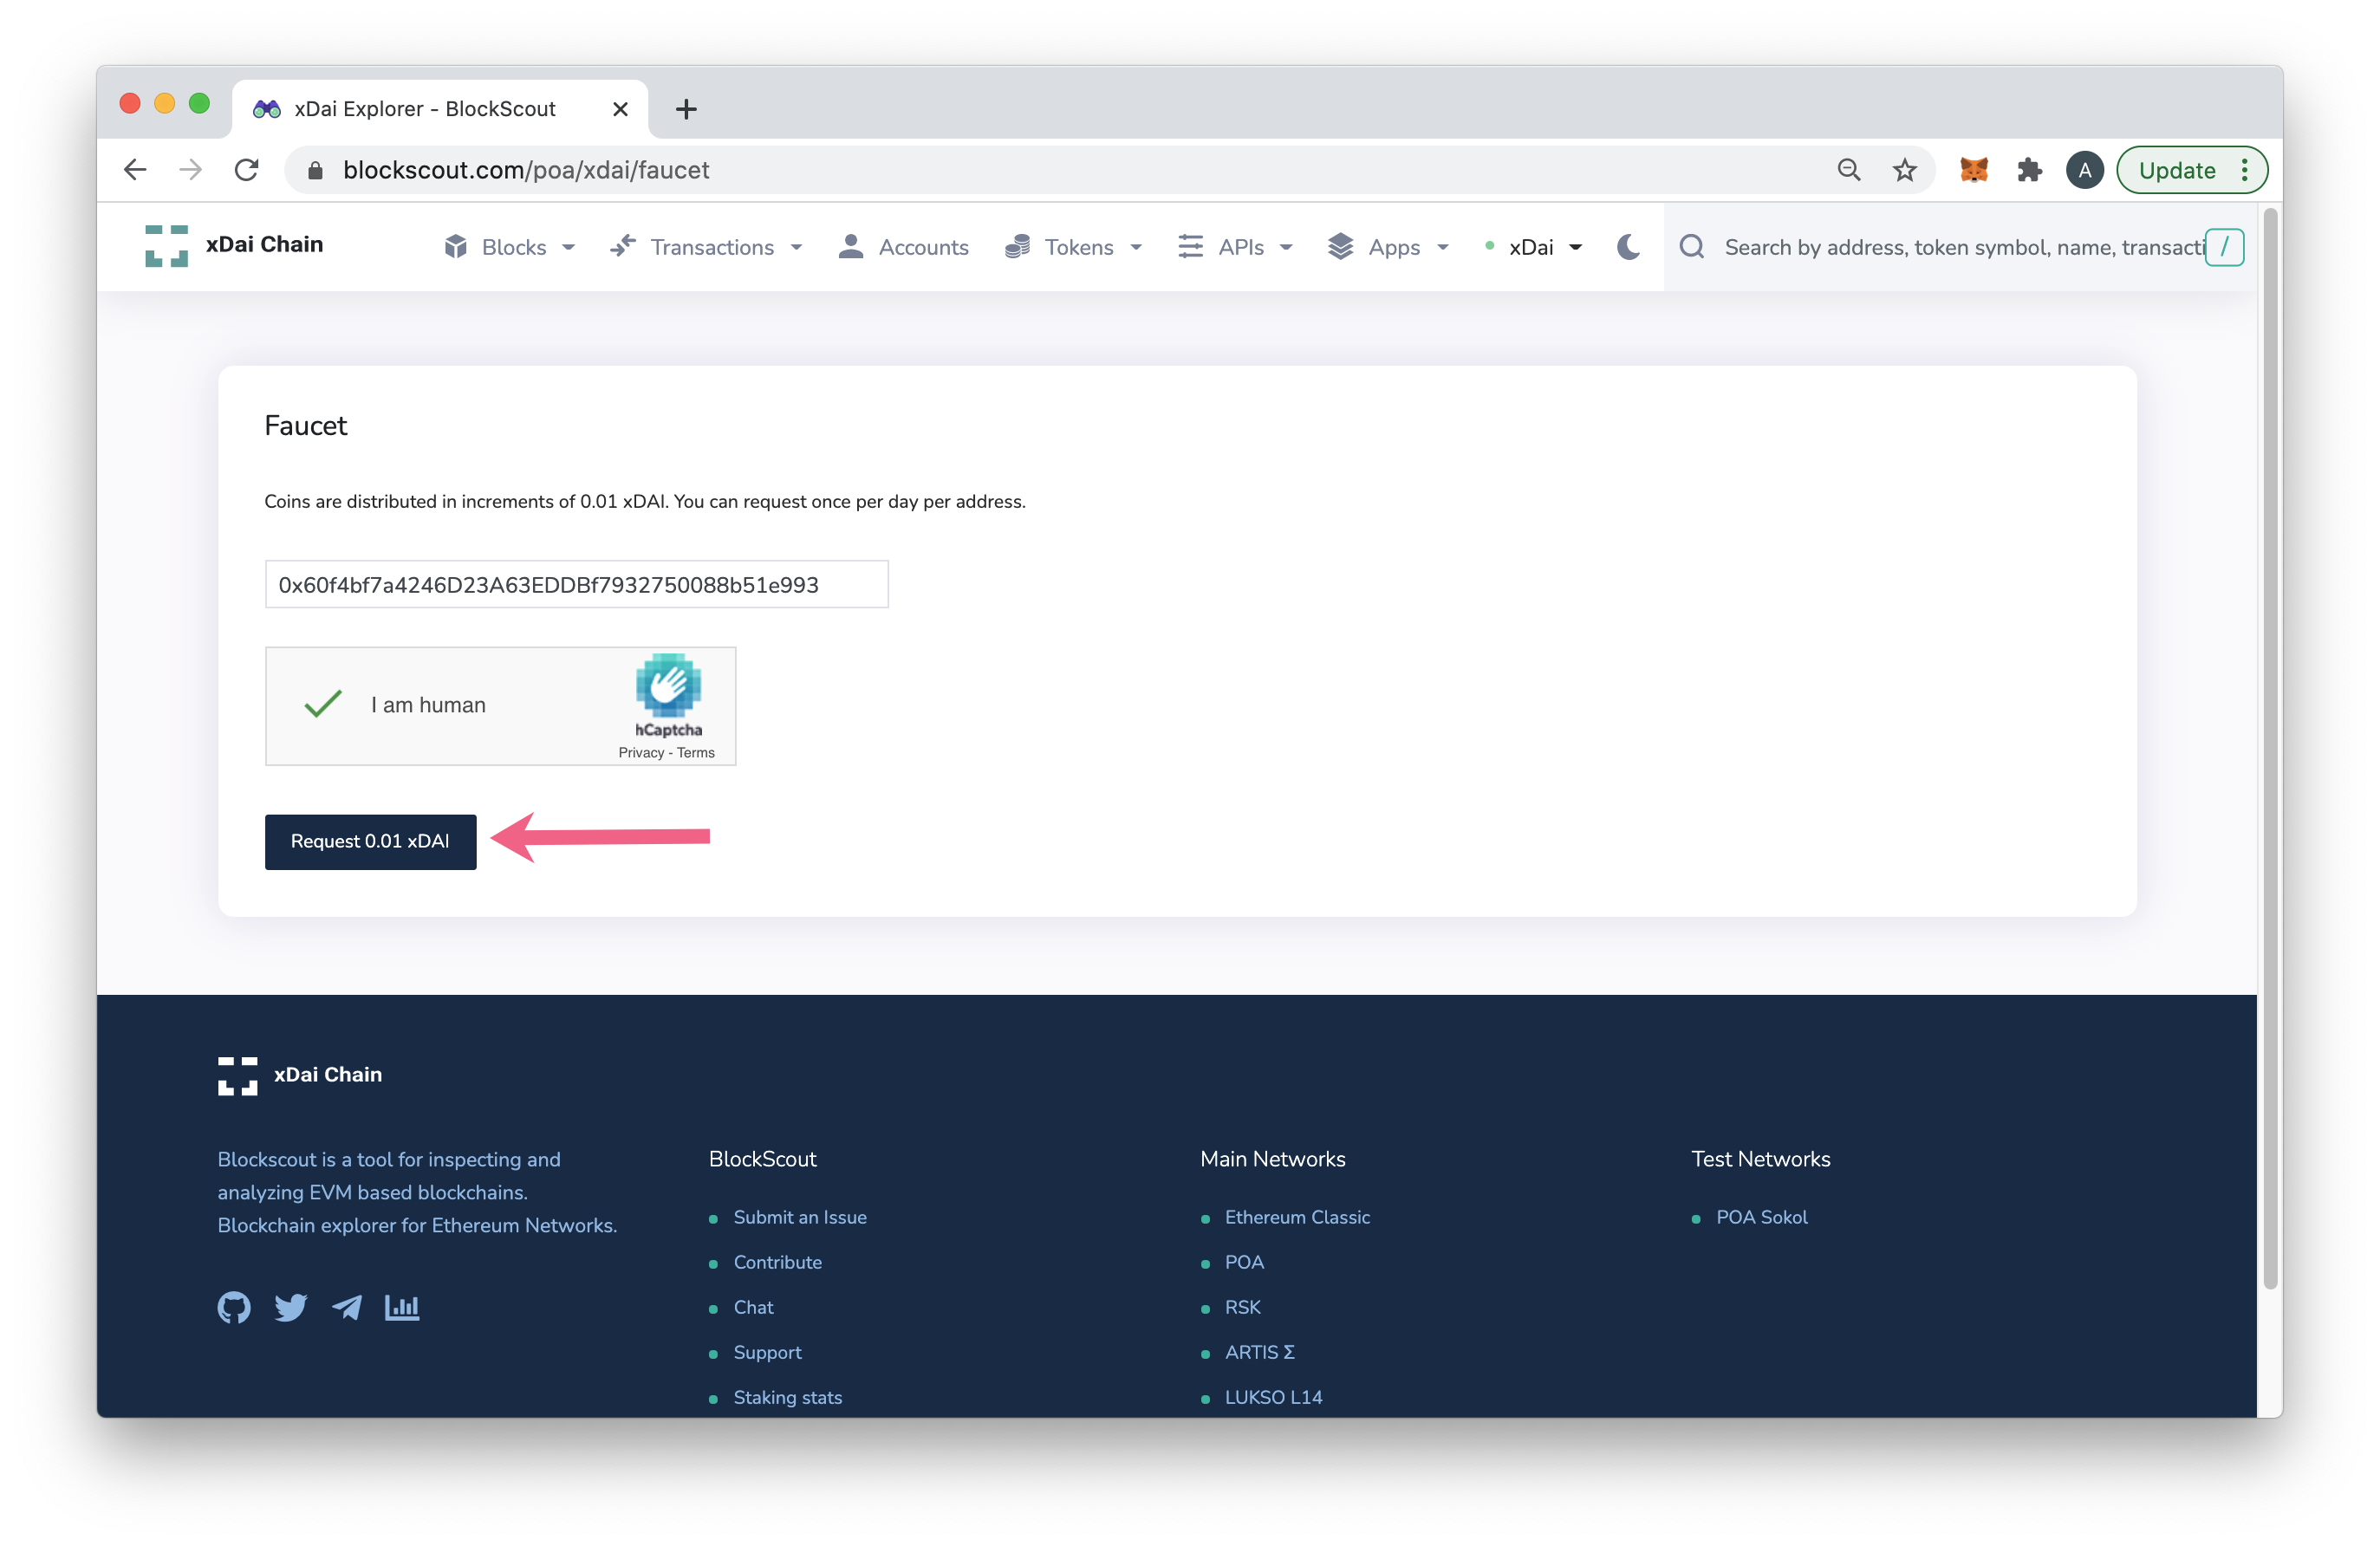 xDai Explorer - BlockScout
blockscout.com/poa/xdai/faucet
A
Update
xDai Chain
Blocks
Transactions
Accounts
Tokens
APIs
Apps
xDai
Search by address, token symbol, name, transacti
/
Faucet
Coins are distributed in increments of 0.01 xDAI. You can request once per day per address.
0x60f4bf7a4246D23A63EDDBf7932750088b51e993
I am human
hCaptcha
Privacy - Terms
Request 0.01 xDAI
xDai Chain
Blockscout is a tool for inspecting and
analyzing EVM based blockchains.
Blockchain explorer for Ethereum Networks.
BlockScout
Submit an Issue
Contribute
Chat
Support
Staking stats
Main Networks
Ethereum Classic
POA
RSK
ARTIS Σ
LUKSO L14
Test Networks
POA Sokol